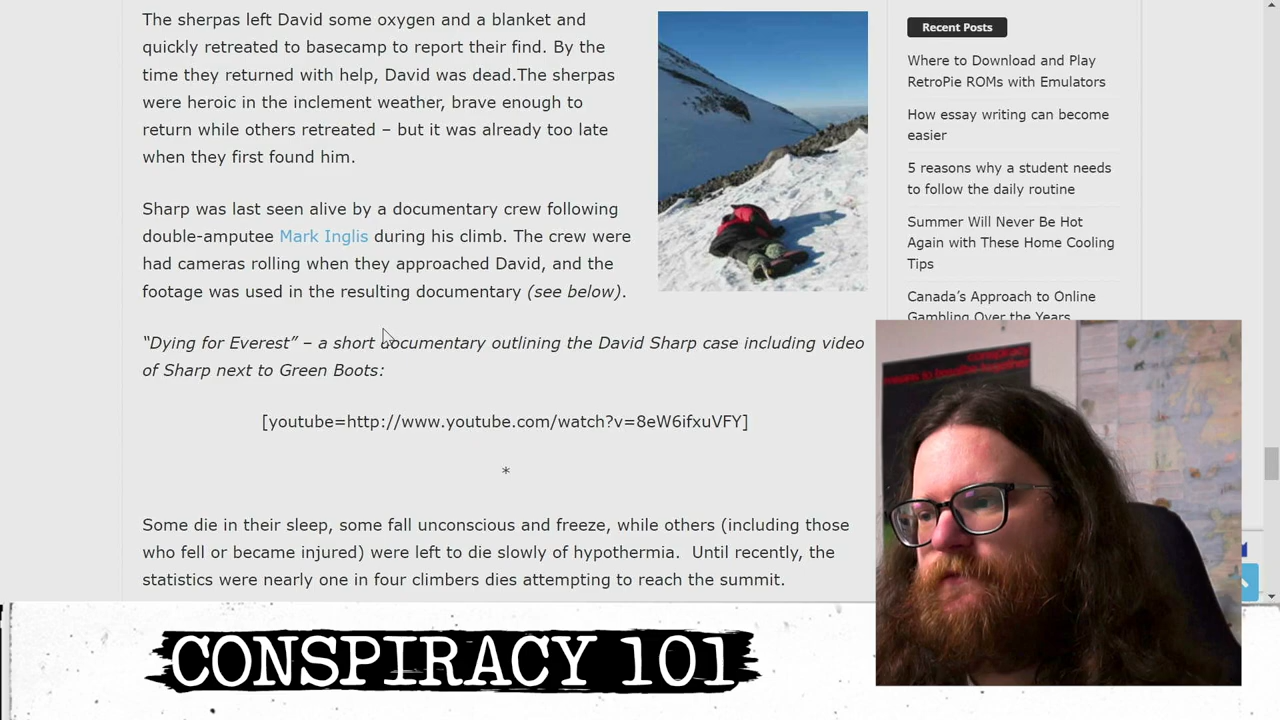 The sherpas left David some oxygen and a blanket and
quickly retreated to basecamp to report their find. By the
time they returned with help, David was dead.The sherpas
were heroic in the inclement weather, brave enough to
return while others retreated – but it was already too late
when they first found him.
Sharp was last seen alive by a documentary crew following
double-amputee Mark Inglis during his climb. The crew were
had cameras rolling when they approached David, and the
footage was used in the resulting documentary (see below).
“Dying for Everest” – a short documentary outlining the David Sharp case including video
of Sharp next to Green Boots:
[youtube=http://www.youtube.com/watch?v=8eW6ifxuVFY]
*
Some die in their sleep, some fall unconscious and freeze, while others (including those
who fell or became injured) were left to die slowly of hypothermia.  Until recently, the
statistics were nearly one in four climbers dies attempting to reach the summit.
Recent Posts
Where to Download and Play
RetroPie ROMs with Emulators
How essay writing can become
easier
5 reasons why a student needs
to follow the daily routine
Summer Will Never Be Hot
Again with These Home Cooling
Tips
Canada’s Approach to Online
Gambling Over the Years
CONSPIRACY 101